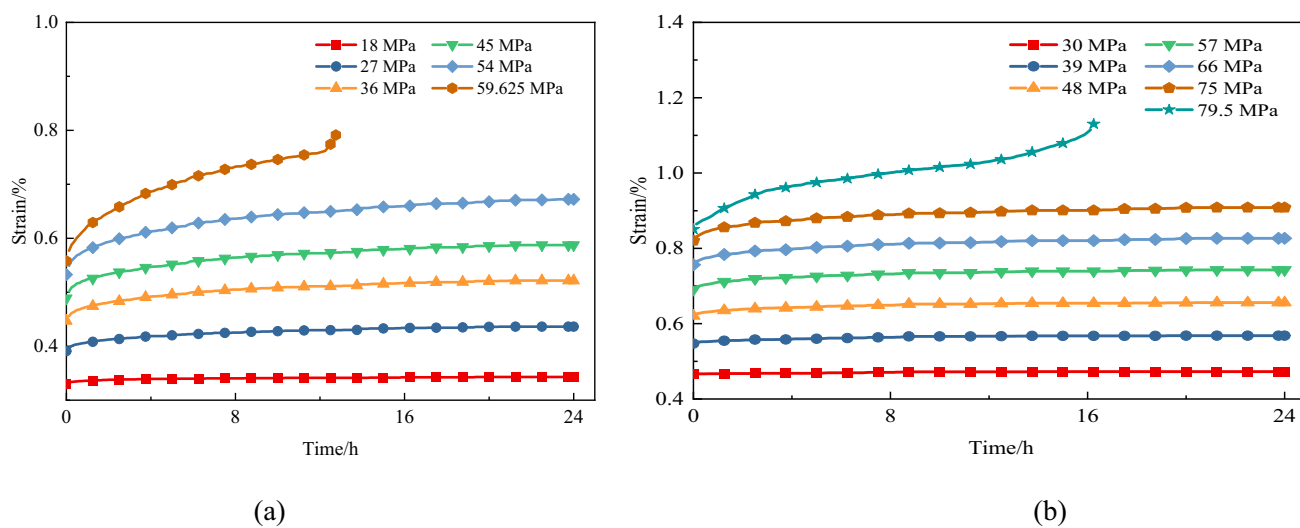 1.0
0.8
0.6
0.4
Strain/%
18 MPa
27 MPa
36 MPa
45 MPa
54 MPa
59.625 MPa
0
8
16
24
Time/h
(a)
1.4
1.2
1.0
0.8
0.6
0.4
Strain/%
30 MPa
39 MPa
48 MPa
57 MPa
66 MPa
75 MPa
79.5 MPa
0
8
16
24
Time/h
(b)